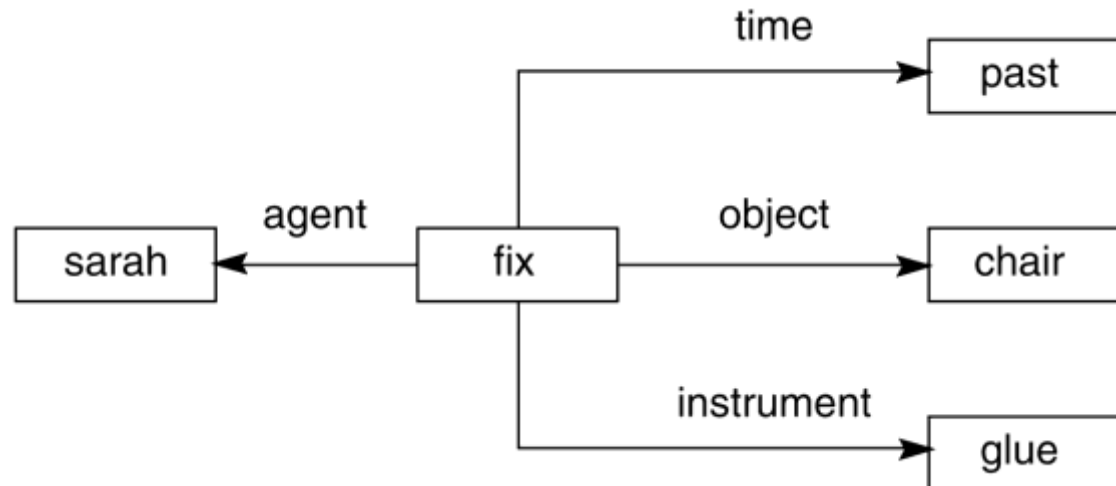 time
past
agent
object
sarah
fix
chair
instrument
glue